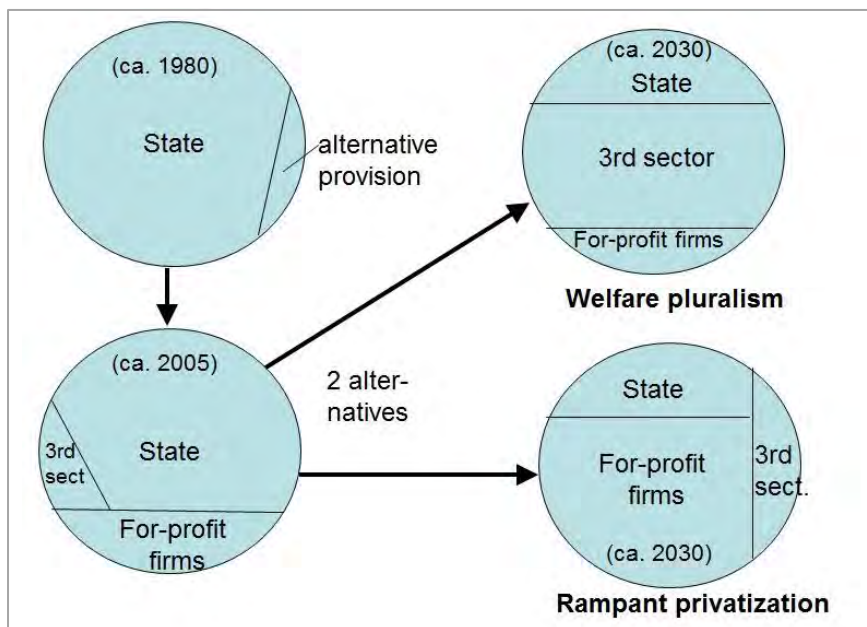 (ca. 1980)
State
alternative
provision
(ca. 2030)
State
3rd sector
For-profit firms
Welfare pluralism
(ca. 2005)
State
3rd
sect
For-profit
firms
2 alter-
natives
State
For-profit
firms
3rd
sect.
(ca. 2030)
Rampant privatization